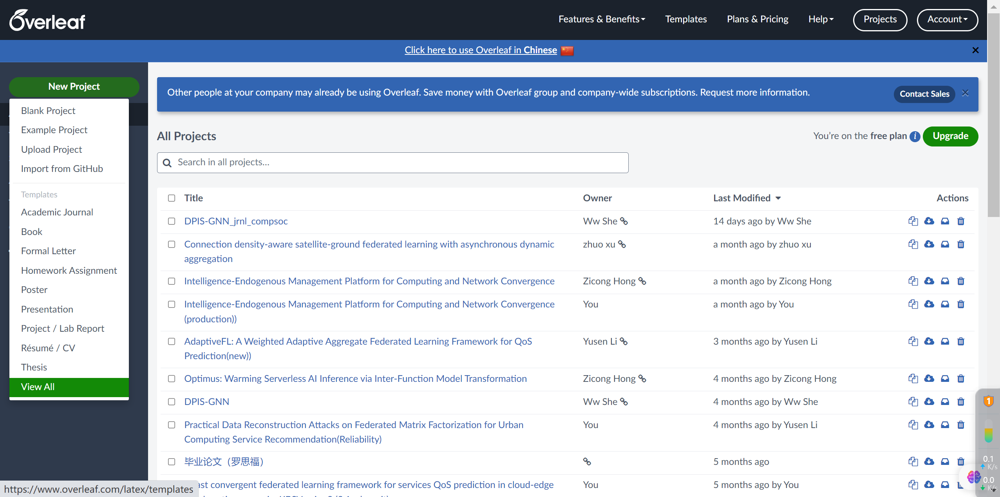 Overleaf
Features & Benefits
Templates
Plans & Pricing
Help
Projects
Account
Click here to use Overleaf in Chinese
New Project
Blank Project
Example Project
Upload Project
Import from GitHub
Templates
Academic Journal
Book
Formal Letter
Homework Assignment
Poster
Presentation
Project / Lab Report
Résumé / CV
Thesis
View All
Other people at your company may already be using Overleaf. Save money with Overleaf group and company-wide subscriptions. Request more information.
Contact Sales
All Projects
You're on the free plan
Upgrade
Search in all projects...
Title Owner Last Modified Actions
DPIS-GNN_jrnl_compsoc Ww She 14 days ago by Ww She
Connection density-aware satellite-ground federated learning with asynchronous dynamic zhuo xu a month ago by zhuo xu
aggregation
Intelligence-Endogenous Management Platform for Computing and Network Convergence Zicong Hong a month ago by Zicong Hong
Intelligence-Endogenous Management Platform for Computing and Network Convergence You a month ago by You
(production))
AdaptiveFL: A Weighted Adaptive Aggregate Federated Learning Framework for QoS Yusen Li 3 months ago by Yusen Li
Prediction(new))
Optimus: Warming Serverless AI Inference via Inter-Function Model Transformation Zicong Hong 4 months ago by Zicong Hong
DPIS-GNN Ww She 4 months ago by Ww She
Practical Data Reconstruction Attacks on Federated Matrix Factorization for Urban You 4 months ago by Yusen Li
Computing Service Recommendation(Reliability)
毕业论文（罗思福） 5 months ago
convergent federated learning framework for services QoS prediction in cloud-edge You 5 months ago by You
https://www.overleaf.com/latex/templates
1
0.1
K/s
0.0
K/s